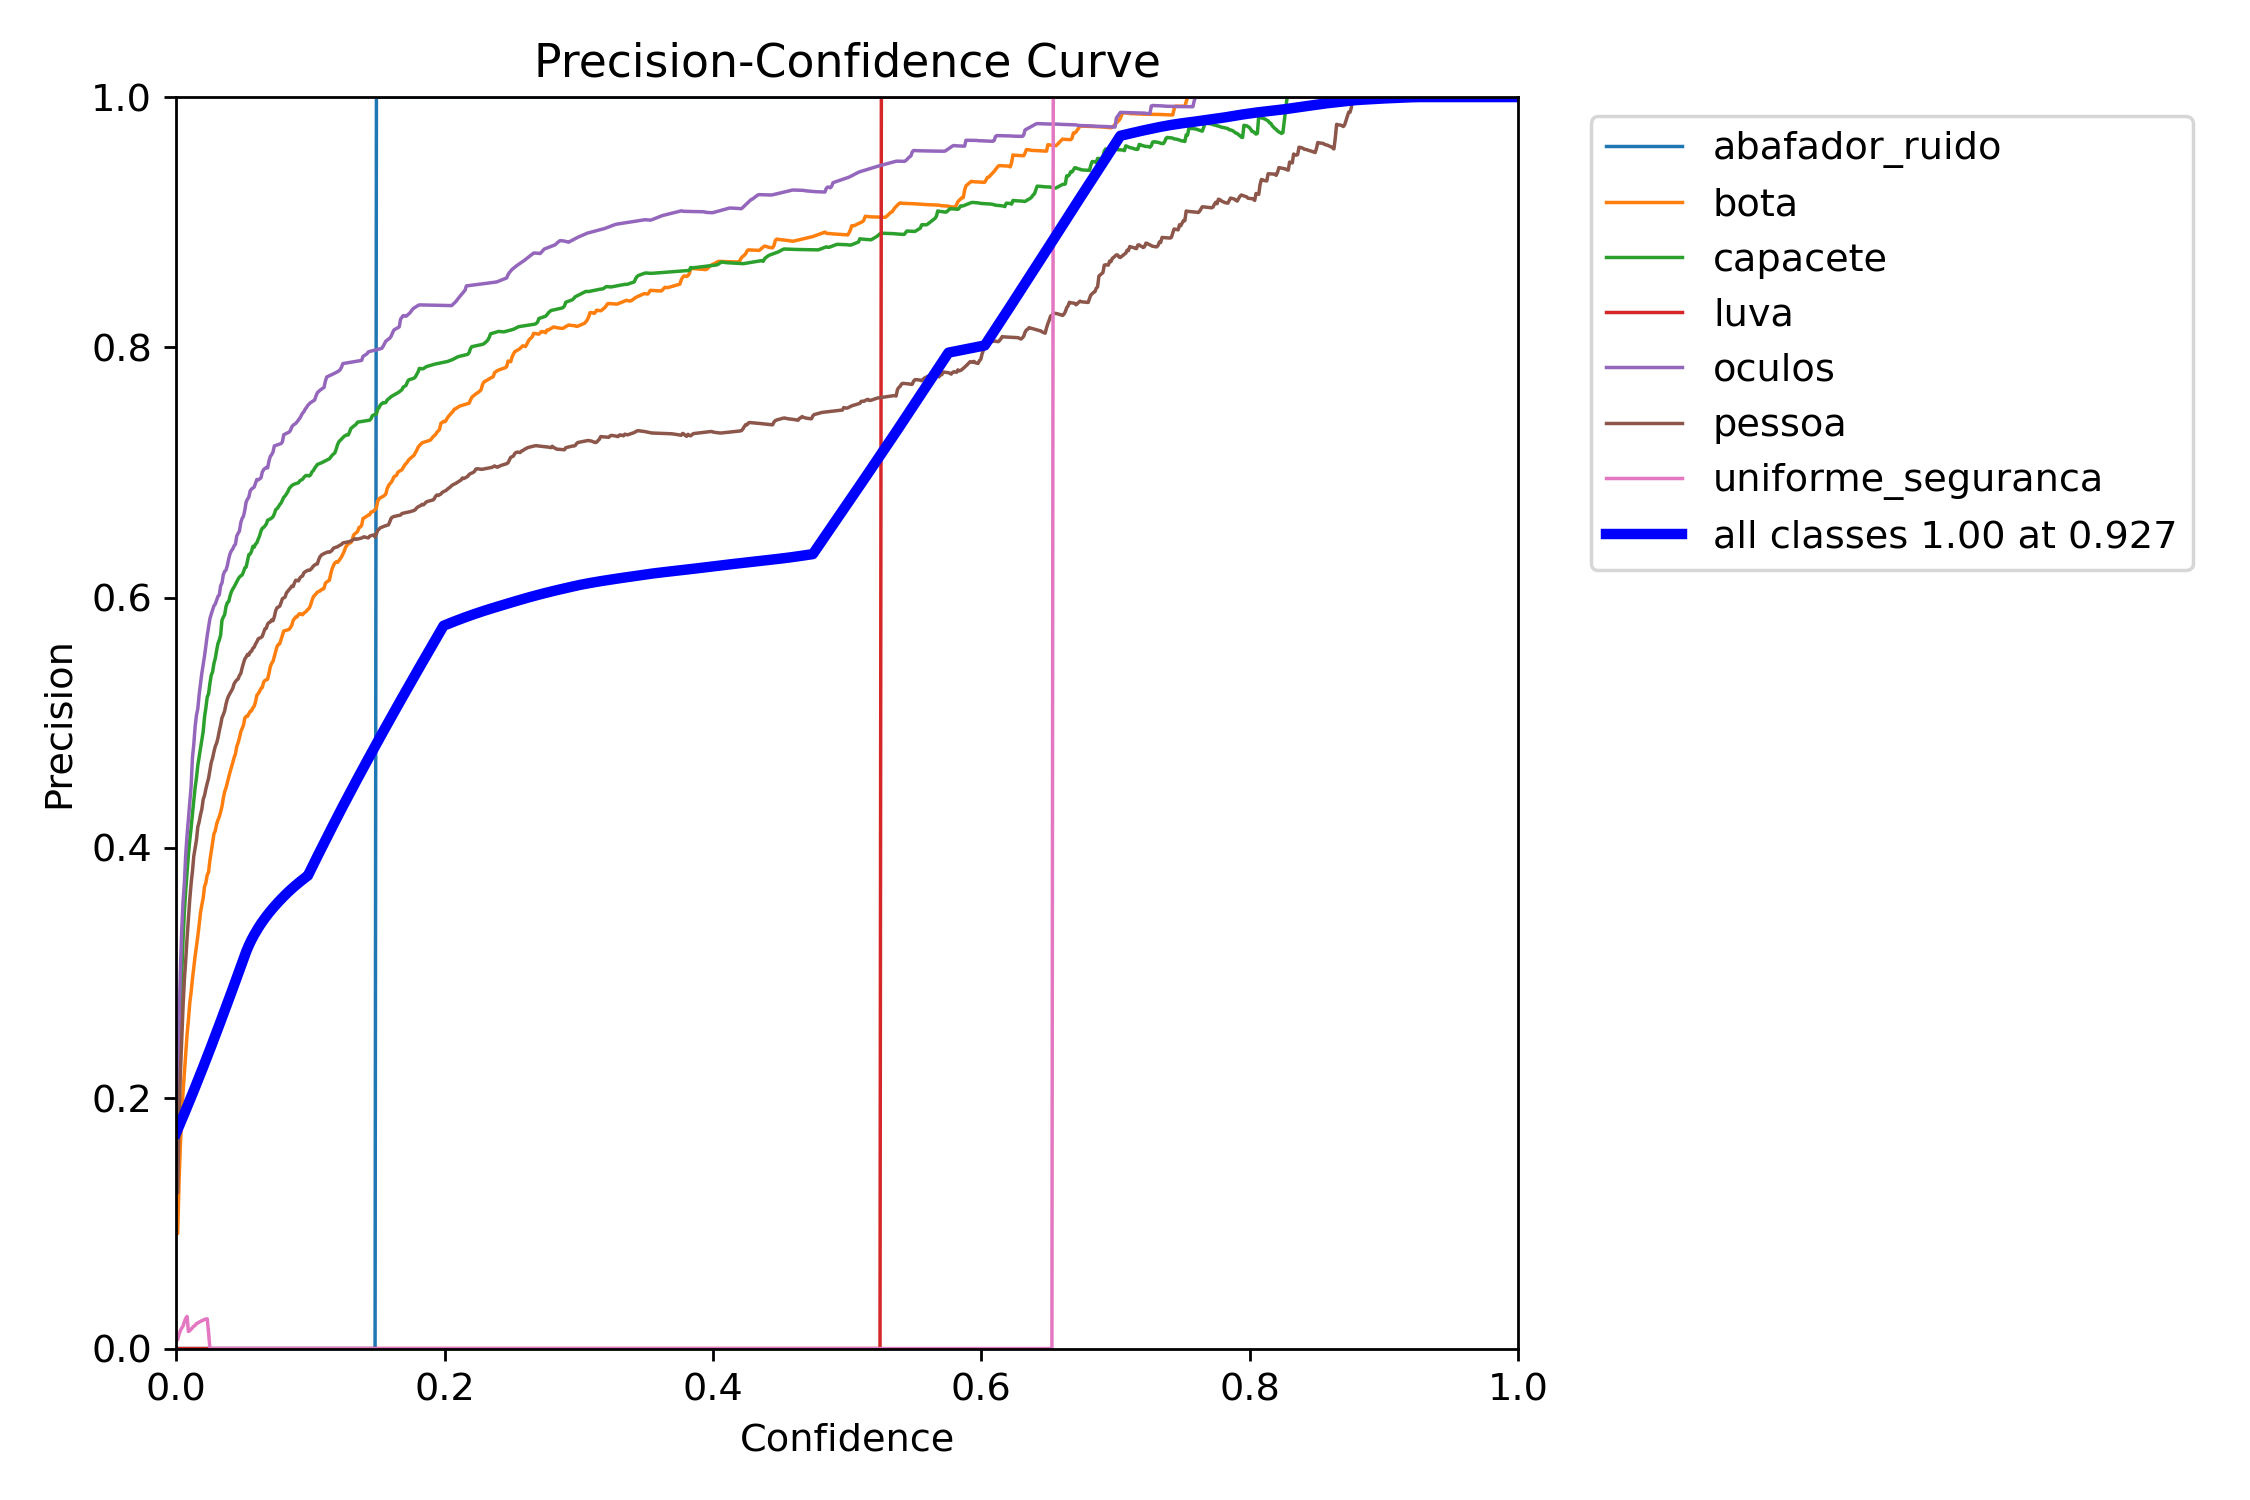 Precision-Confidence Curve
1.0
0.8
0.6
0.4
0.2
0.0
Precision
0.0 0.2 0.4 0.6 0.8 1.0
Confidence
abafador_ruido
bota
capacete
luva
oculos
pessoa
uniforme_seguranca
all classes 1.00 at 0.927